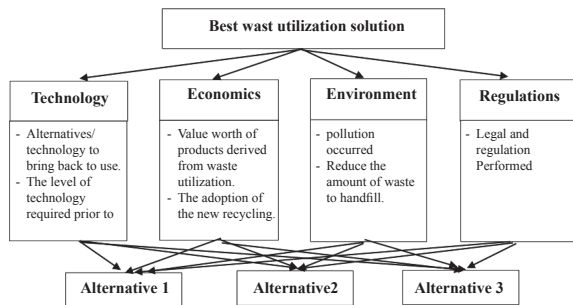 Best wast utilization solution
Technology
- Alternatives/
technology to
bring back to use.
- The level of
technology
required prior to
Economics
- Value worth of
products derived
from waste
utilization.
- The adoption of
the new recycling.
Environment
- pollution
occurred
- Reduce the
amount of waste
to handfill.
Regulations
- Legal and
regulation
Performed
Alternative 1
Alternative2
Alternative 3